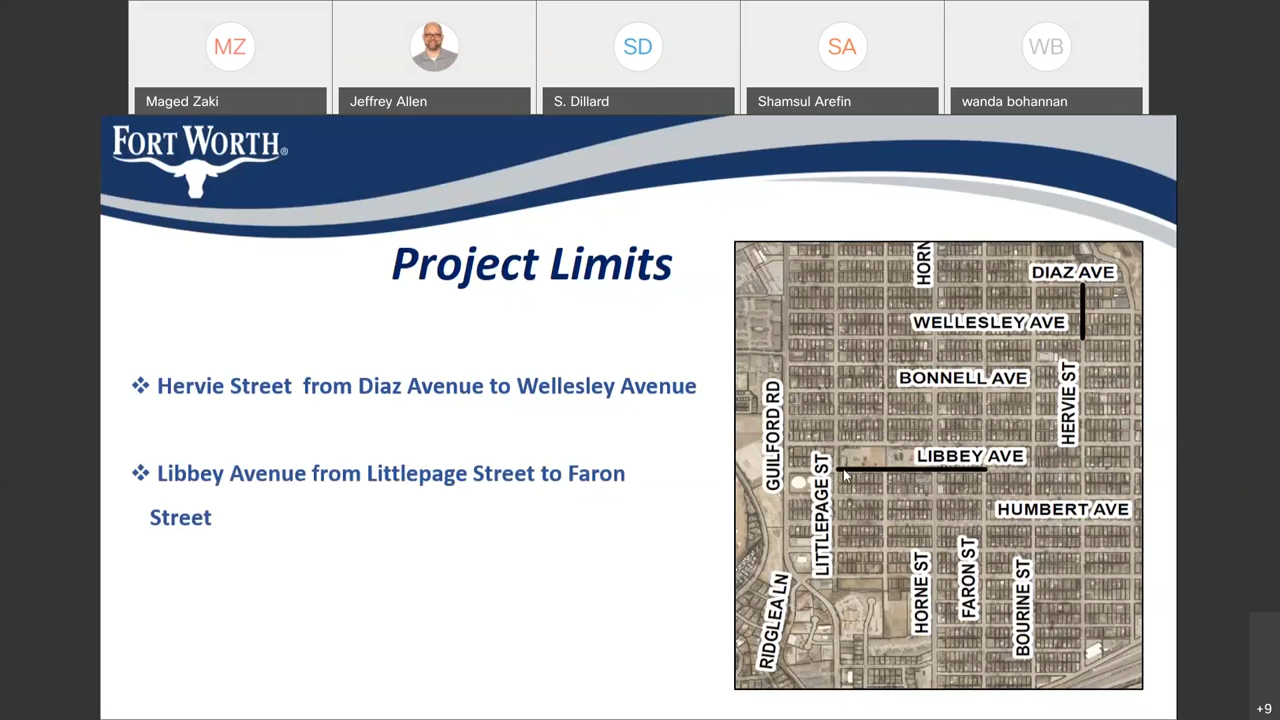 MZ
SD
SA
WB
Maged Zaki
Jeffrey Allen
S. Dillard
Shamsul Arefin
wanda bohannan
FORT WORTH®
Project Limits
❖ Hervie Street from Diaz Avenue to Wellesley Avenue
❖ Libbey Avenue from Littlepage Street to Faron
Street
HORN
DIAZ AVE
WELLESLEY AVE
BONNELL AVE
GUILFORD RD
HERVIE ST
LIBBEY AVE
LITTLEPAGE ST
HUMBERT AVE
RIDGLEA LN
HORNE ST
FARON ST
BOURINE ST
+9